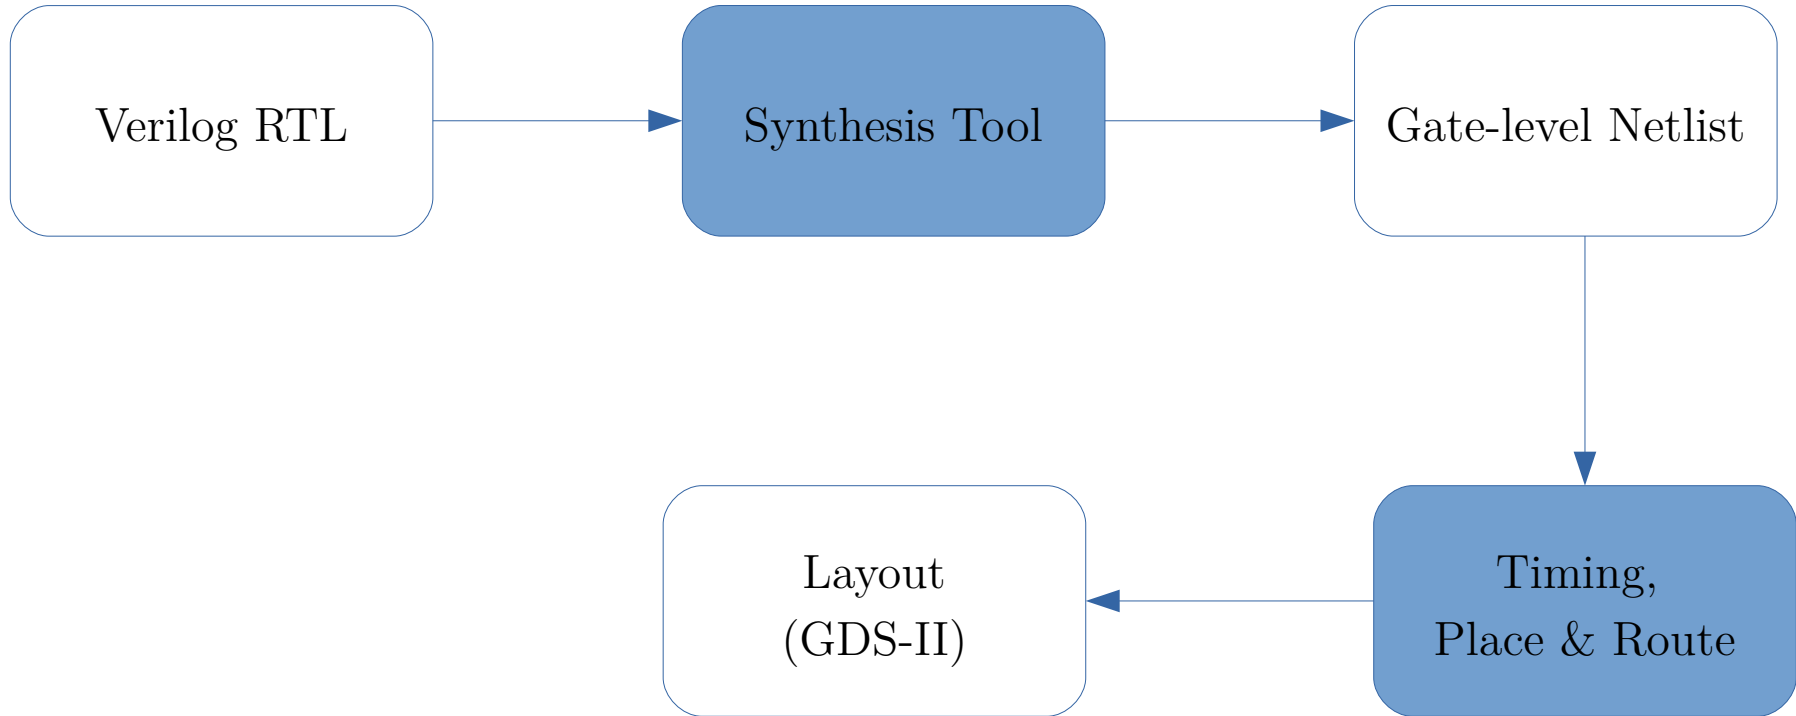 Verilog RTL
Synthesis Tool
Gate-level Netlist
Timing,
Place & Route
Layout
(GDS-II)